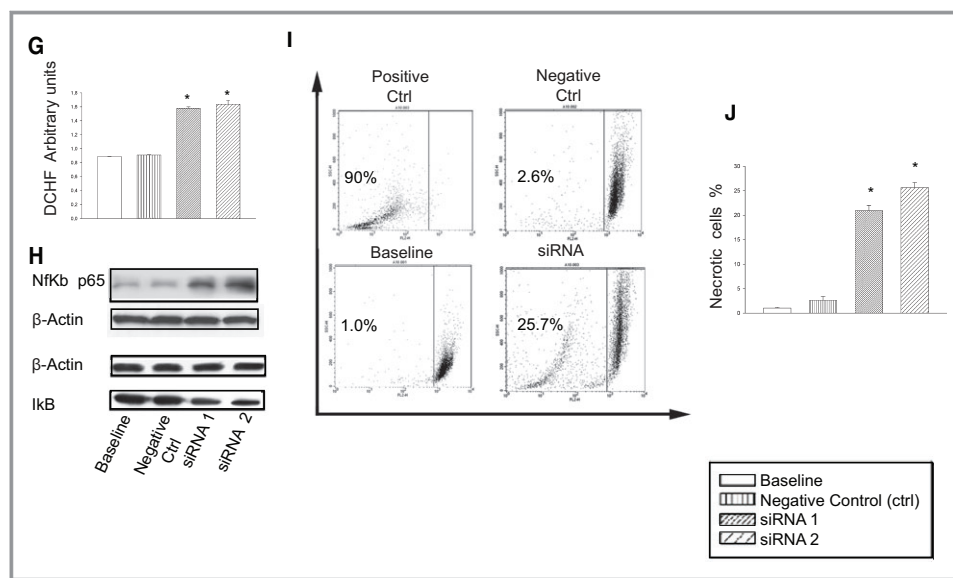 G
DCHF Arbitrary units
1,8
1,6
1,4
1,2
1,0
0,8
0,6
0,4
0,2
0,0
*
*
H
NfKb p65
β-Actin
β-Actin
IkB
Baseline
Negative
Ctrl
siRNA 1
siRNA 2
I
Positive
Ctrl
90%
Negative
Ctrl
2.6%
Baseline
1.0%
siRNA
25.7%
J
Necrotic cells %
30
25
20
15
10
5
0
*
*
Baseline
Negative Control (ctrl)
siRNA 1
siRNA 2